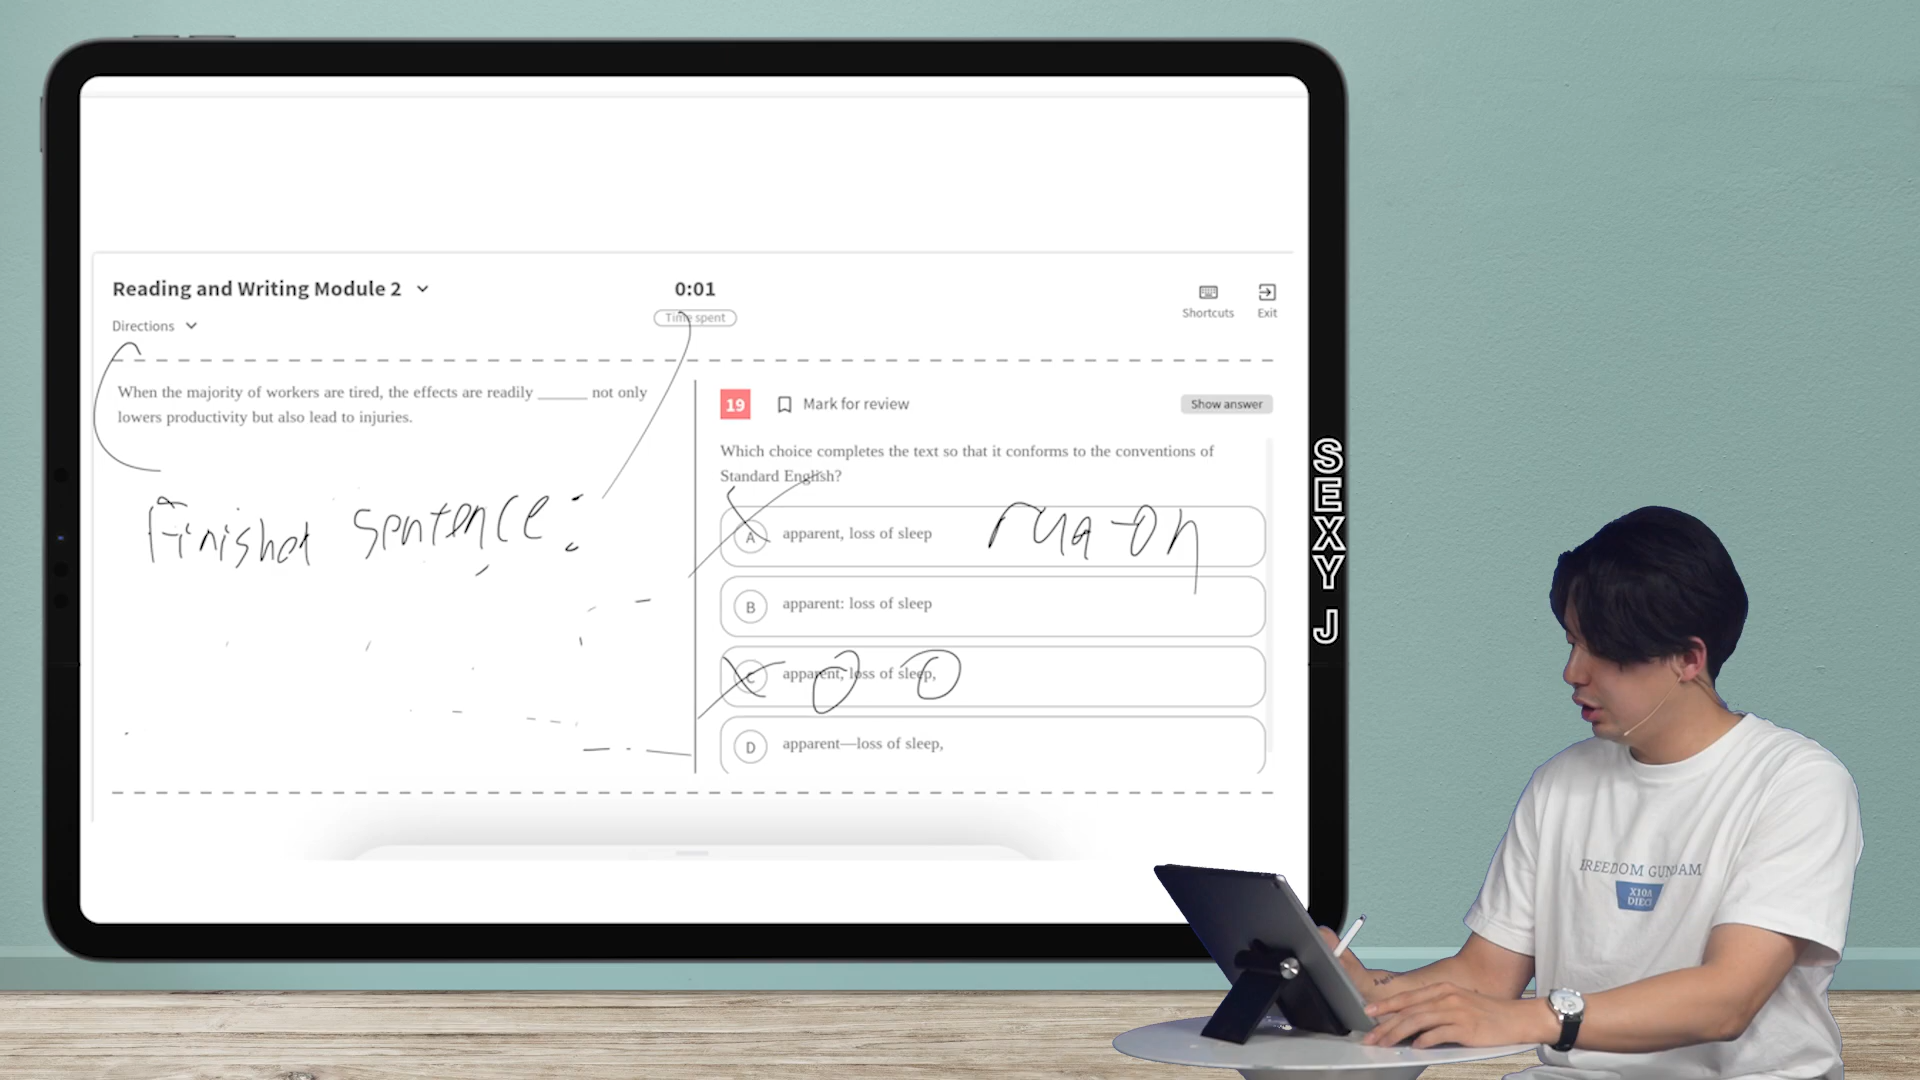 Reading and Writing Module 2
0:01
Time spent
Shortcuts
Exit
Directions
When the majority of workers are tired, the effects are readily ______ not only
lowers productivity but also lead to injuries.
Finished sentence:
19
Mark for review
Show answer
Which choice completes the text so that it conforms to the conventions of
Standard English?
A apparent, loss of sleep
run-on
B apparent: loss of sleep
C apparent, loss of sleep,
D apparent—loss of sleep,
SEXY J
FREEDOM GUNDAM
X10A